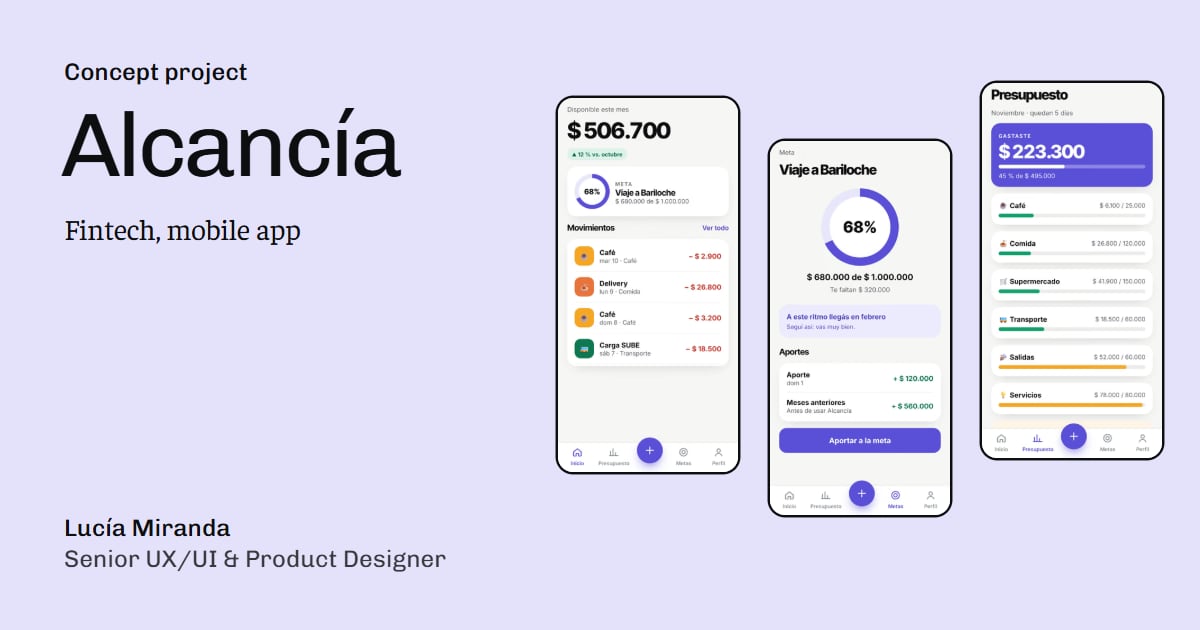 Concept project
Alcancía
Fintech, mobile app
Lucía Miranda
Senior UX/UI & Product Designer
Disponible este mes
$ 506.700
▲ 12 % vs. octubre
68%
META
Viaje a Bariloche
$ 680.000 de $ 1.000.000
Movimientos Ver todo
Café
mar 10 · Café
− $ 2.900
Delivery
lun 9 · Comida
− $ 26.800
Café
dom 8 · Café
− $ 3.200
Carga SUBE
sáb 7 · Transporte
− $ 18.500
Inicio Presupuesto + Metas Perfil
Meta
Viaje a Bariloche
68%
$ 680.000 de $ 1.000.000
Te faltan $ 320.000
A este ritmo llegás en febrero
Seguí así: vas muy bien.
Aportes
Aporte
dom 1
+ $ 120.000
Meses anteriores
Antes de usar Alcancía
+ $ 560.000
Aportar a la meta
Inicio Presupuesto + Metas Perfil
Presupuesto
Noviembre · quedan 5 días
GASTASTE
$ 223.300
45 % de $ 495.000
Café $ 6.100 / 25.000
Comida $ 26.800 / 120.000
Supermercado $ 41.900 / 150.000
Transporte $ 18.500 / 60.000
Salidas $ 52.000 / 60.000
Servicios $ 78.000 / 80.000
Inicio Presupuesto + Metas Perfil